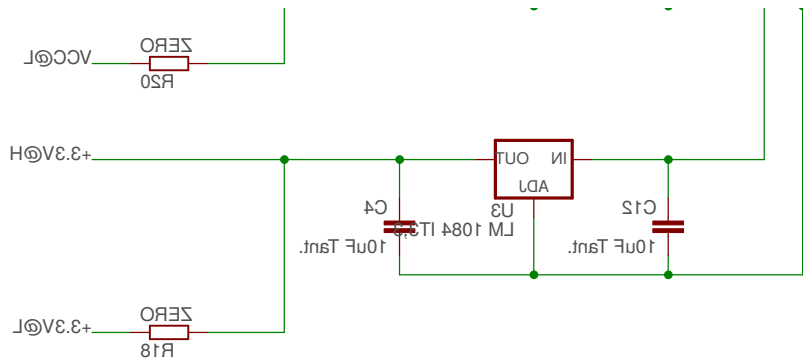 ZERO
VCC@L
R20
+3.3V@H
OUT
IN
ADJ
C4
U3
C12
LM 1084 IT3,3
10uF Tant.
10uF Tant.
ZERO
+3.3V@L
R18